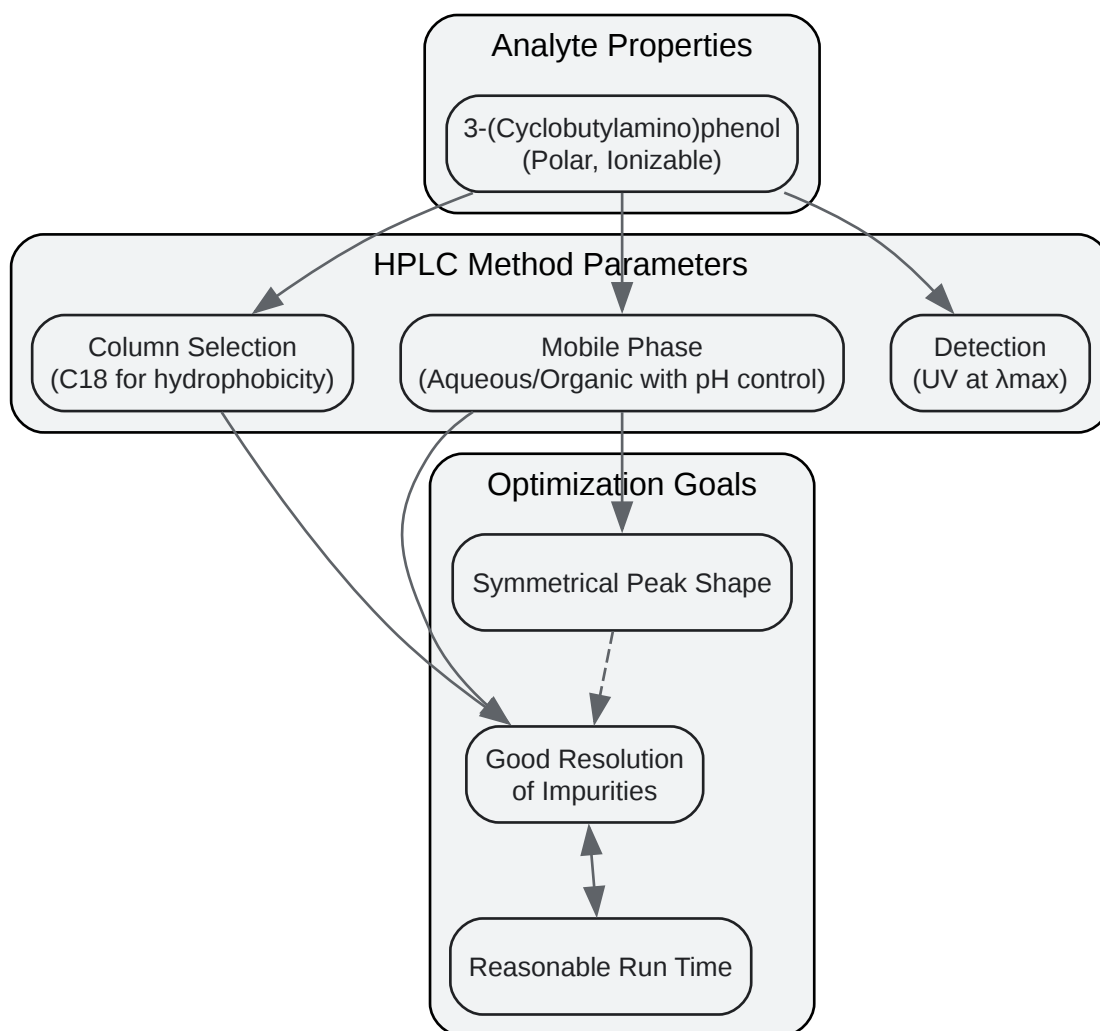 Analyte Properties
3-(Cyclobutylamino)phenol
(Polar, Ionizable)
HPLC Method Parameters
Column Selection
(C18 for hydrophobicity)
Mobile Phase
(Aqueous/Organic with pH control)
Detection
(UV at λmax)
Optimization Goals
Symmetrical Peak Shape
Good Resolution
of Impurities
Reasonable Run Time